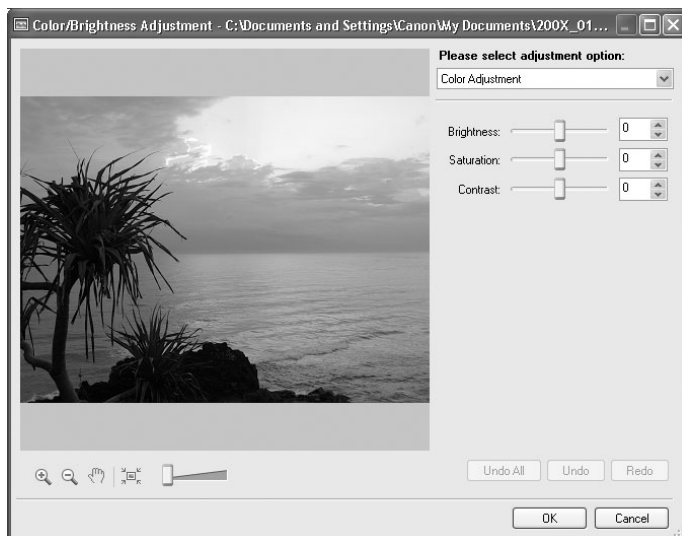 Color/Brightness Adjustment - C:\Documents and Settings\Canon\My Documents\200X_01...
Please select adjustment option:
Color Adjustment
Brightness: 0
Saturation: 0
Contrast: 0
Undo All Undo Redo
OK Cancel